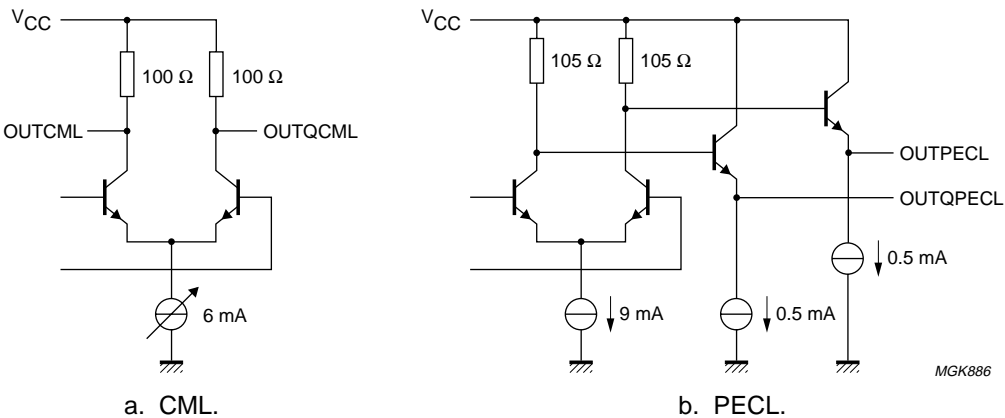 VCC
100 Ω
100 Ω
OUTCML
OUTQCML
6 mA
a. CML.
VCC
105 Ω
105 Ω
OUTPECL
OUTQPECL
0.5 mA
9 mA
0.5 mA
MGK886
b. PECL.